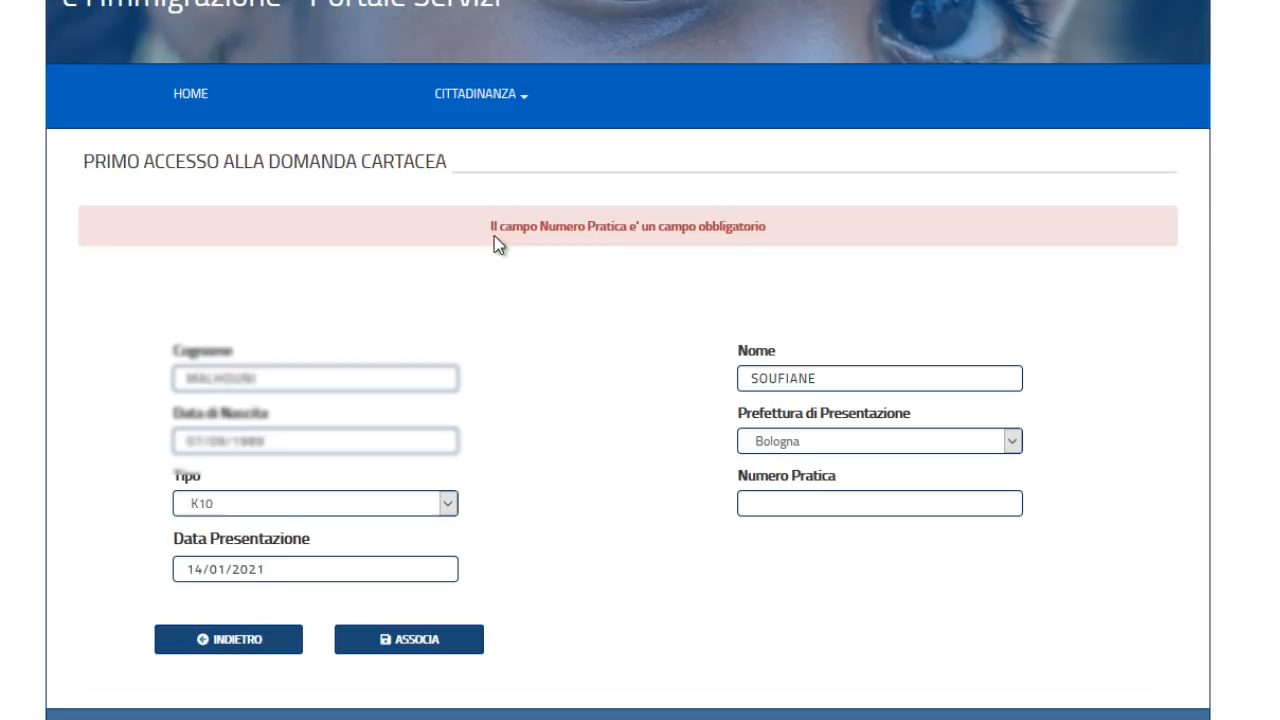 e l'Immigrazione - Portale Servizi
HOME
CITTADINANZA
PRIMO ACCESSO ALLA DOMANDA CARTACEA
Il campo Numero Pratica e' un campo obbligatorio
Cognome
Nome
SOUFIANE
Data di Nascita
Prefettura di Presentazione
Bologna
Tipo
Numero Pratica
K10
Data Presentazione
14/01/2021
INDIETRO
ASSOCIA